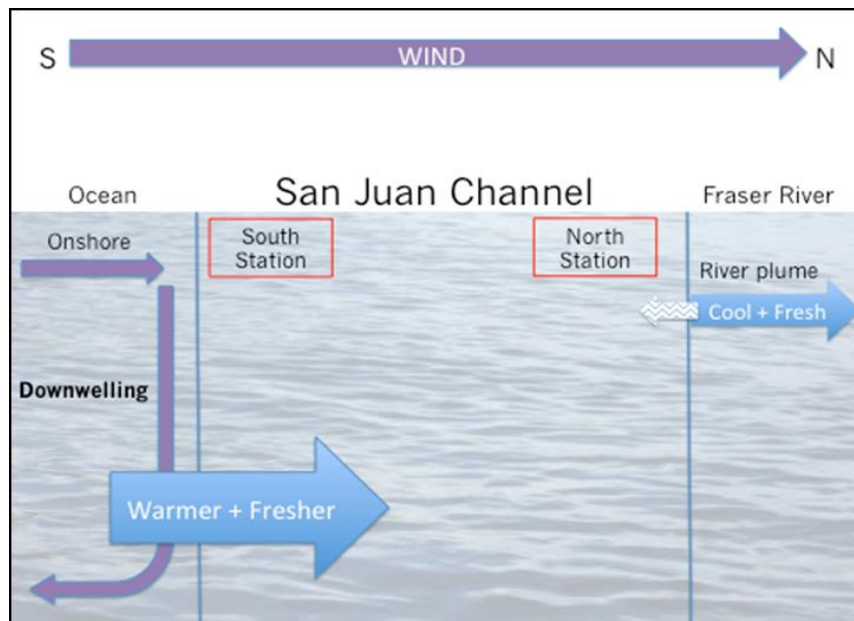 S
WIND
N
Ocean
San Juan Channel
Fraser River
Onshore
South
Station
North
Station
River plume
Cool + Fresh
Downwelling
Warmer + Fresher